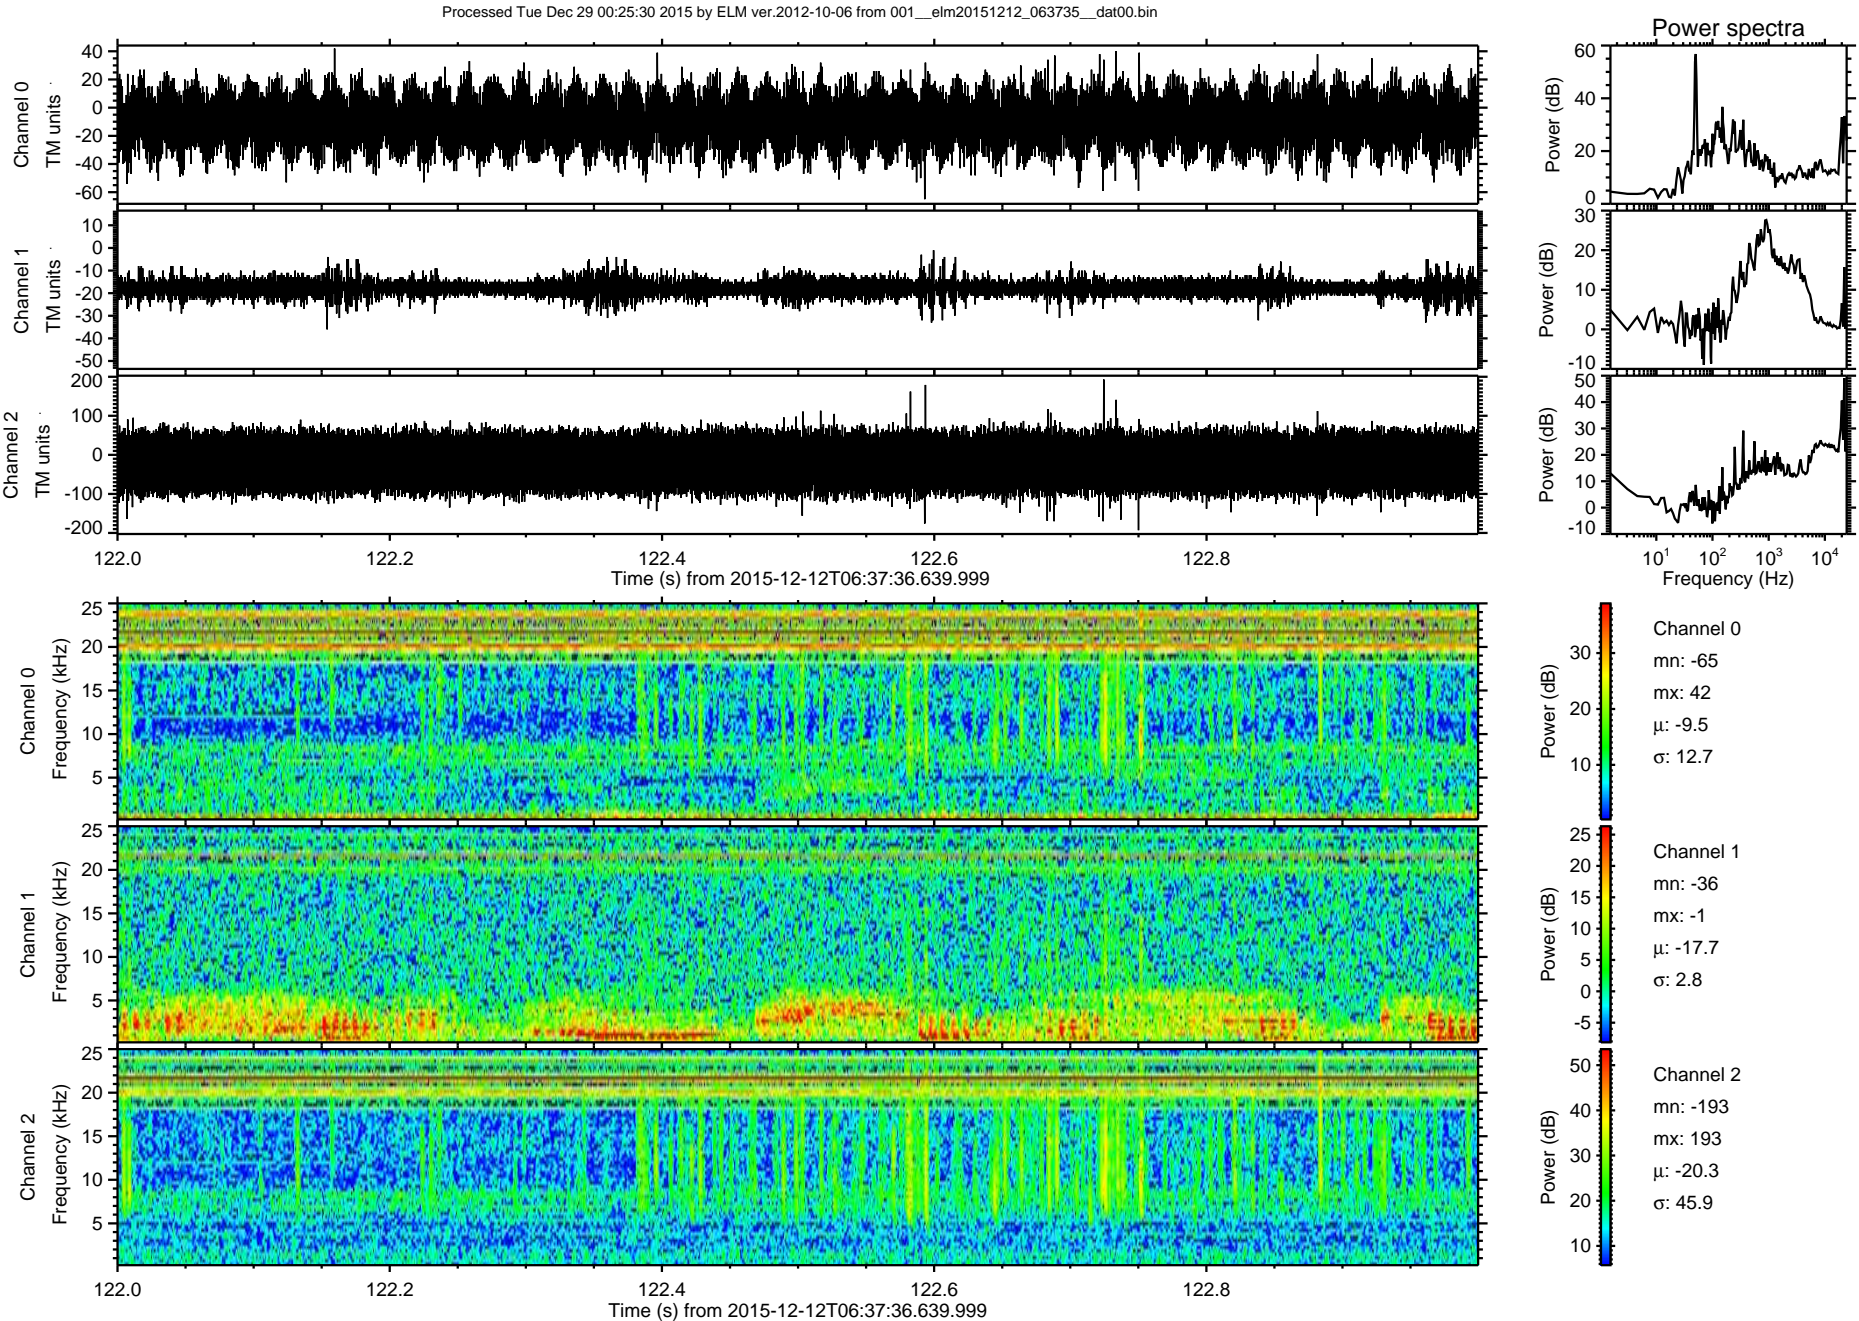 Processed Tue Dec 29 00:25:30 2015 by ELM ver.2012-10-06 from 001__elm20151212_063735__dat00.bin
Power spectra
Channel 0
TM units
40
20
0
-20
-40
-60
Power (dB)
60
40
20
0
Channel 1
TM units
10
0
-10
-20
-30
-40
-50
Power (dB)
30
20
10
0
-10
Channel 2
TM units
200
100
0
-100
-200
Power (dB)
50
40
30
20
10
0
-10
122.0 122.2 122.4 122.6 122.8
Time (s) from 2015-12-12T06:37:36.639.999
10^1 10^2 10^3 10^4
Frequency (Hz)
Channel 0
Frequency (kHz)
25
20
15
10
5
Power (dB)
30
20
10
Channel 0
mn: -65
mx: 42
μ: -9.5
σ: 12.7
Channel 1
Frequency (kHz)
25
20
15
10
5
Power (dB)
25
20
15
10
5
0
-5
Channel 1
mn: -36
mx: -1
μ: -17.7
σ: 2.8
Channel 2
Frequency (kHz)
25
20
15
10
5
Power (dB)
50
40
30
20
10
Channel 2
mn: -193
mx: 193
μ: -20.3
σ: 45.9
122.0 122.2 122.4 122.6 122.8
Time (s) from 2015-12-12T06:37:36.639.999